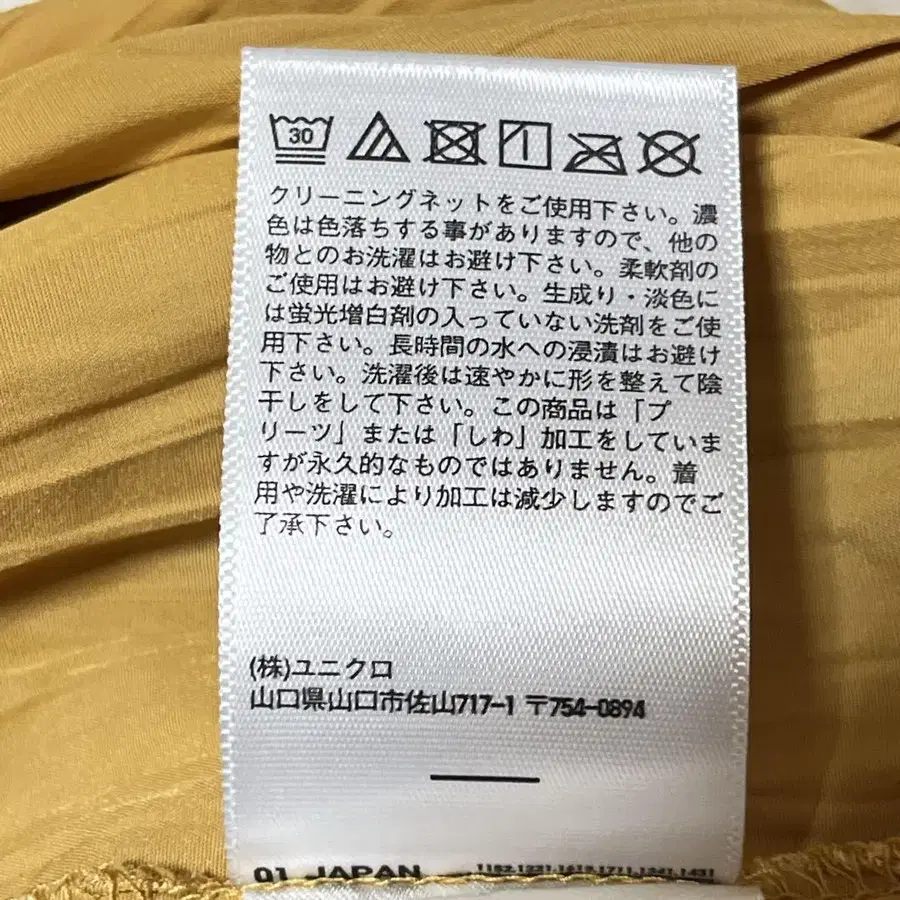 30
クリーニングネットをご使用下さい。濃
色は色落ちする事がありますので、他の
物とのお洗濯はお避け下さい。柔軟剤の
ご使用はお避け下さい。生成り・淡色に
は蛍光増白剤の入っていない洗剤をご使
用下さい。長時間の水への浸漬はお避け
下さい。洗濯後は速やかに形を整えて陰
干しをして下さい。この商品は「プ
リーツ」または「しわ」加工をしていま
すが永久的なものではありません。着
用や洗濯により加工は減少しますのでご
了承下さい。
(株)ユニクロ
山口県山口市佐山717-1 〒754-0894
01 JAPAN